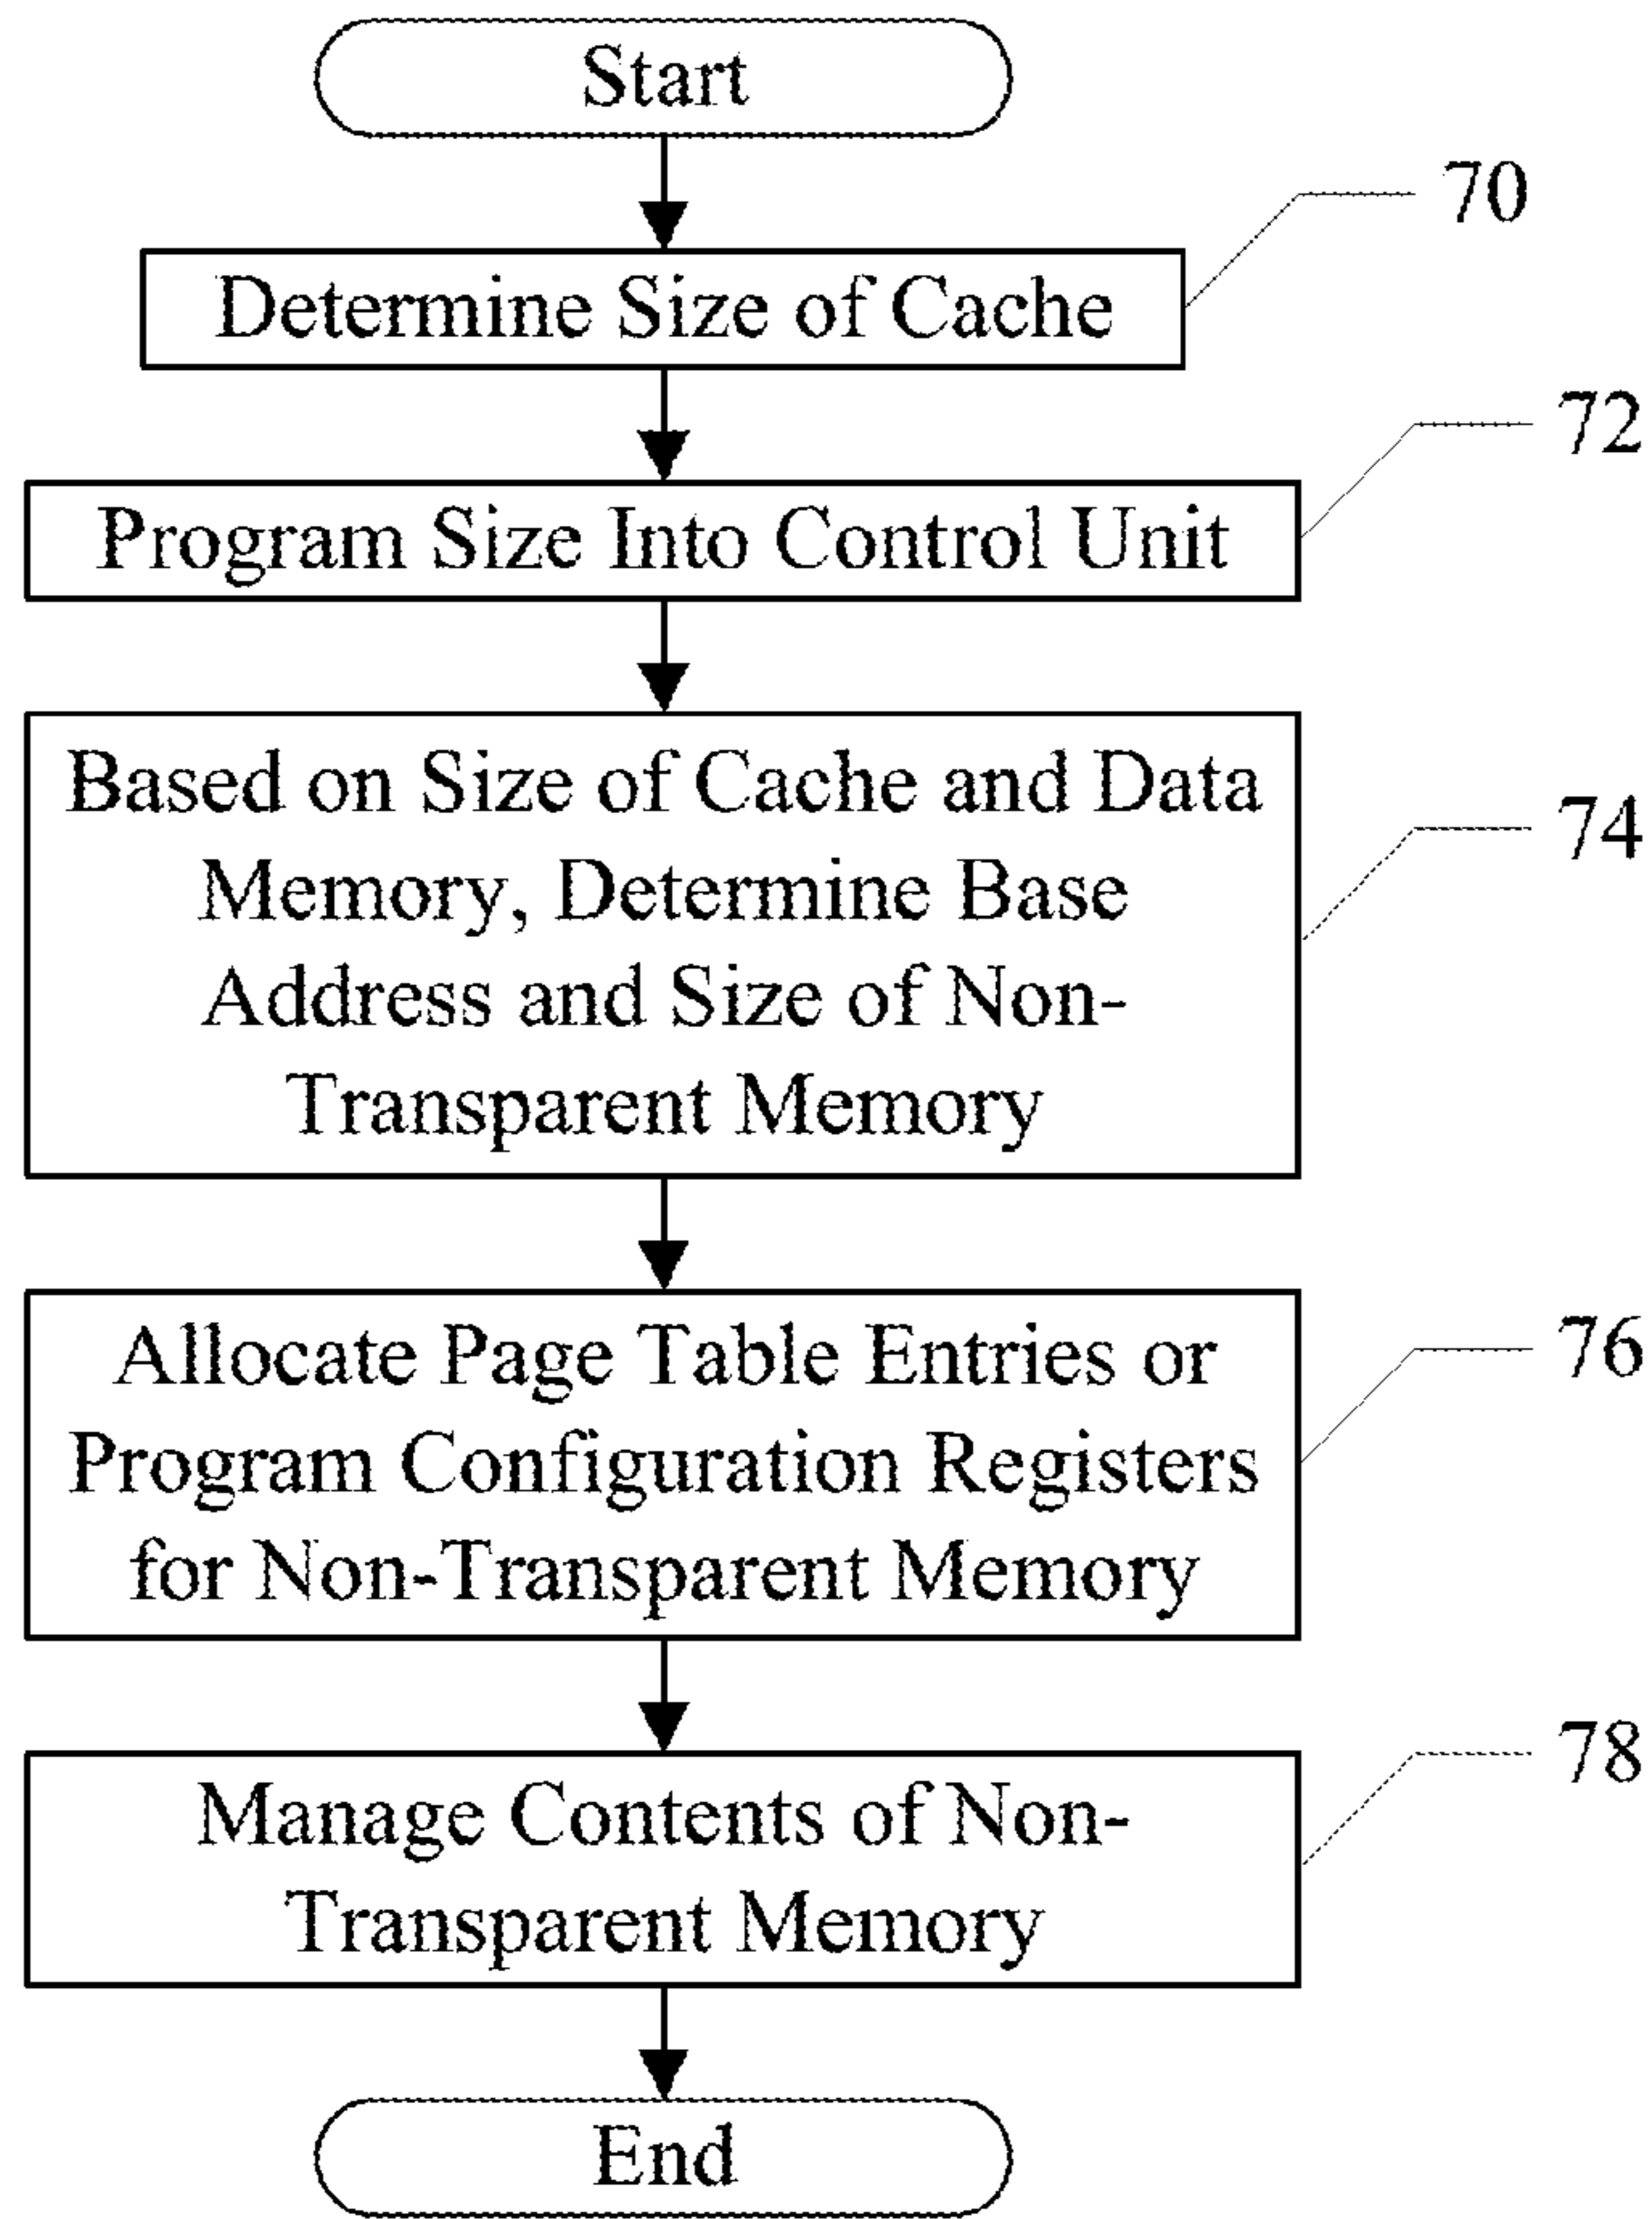 Start
70
Determine Size of Cache
72
Program Size Into Control Unit
74
Based on Size of Cache and Data
Memory, Determine Base
Address and Size of Non-
Transparent Memory
76
Allocate Page Table Entries or
Program Configuration Registers
for Non-Transparent Memory
78
Manage Contents of Non-
Transparent Memory
End